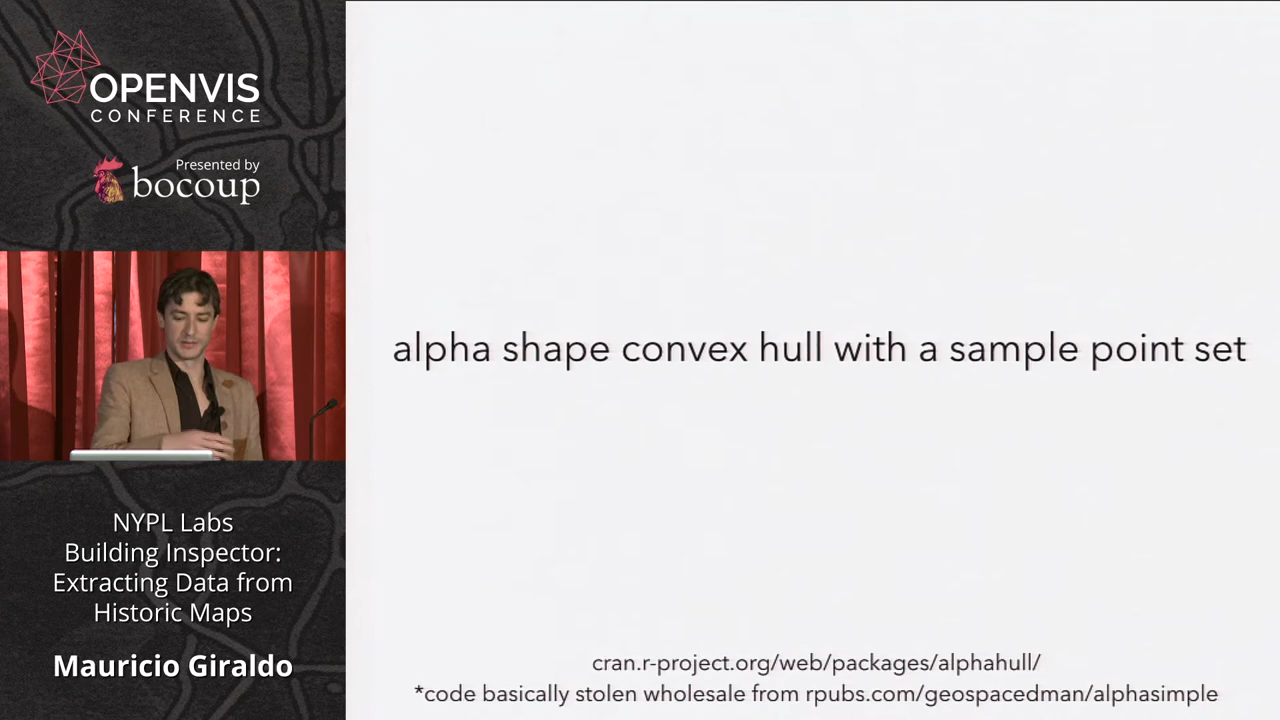 OPENVIS
CONFERENCE
Presented by
bocoup
NYPL Labs
Building Inspector:
Extracting Data from
Historic Maps
Mauricio Giraldo
alpha shape convex hull with a sample point set
cran.r-project.org/web/packages/alphahull/
*code basically stolen wholesale from rpubs.com/geospacedman/alphasimple